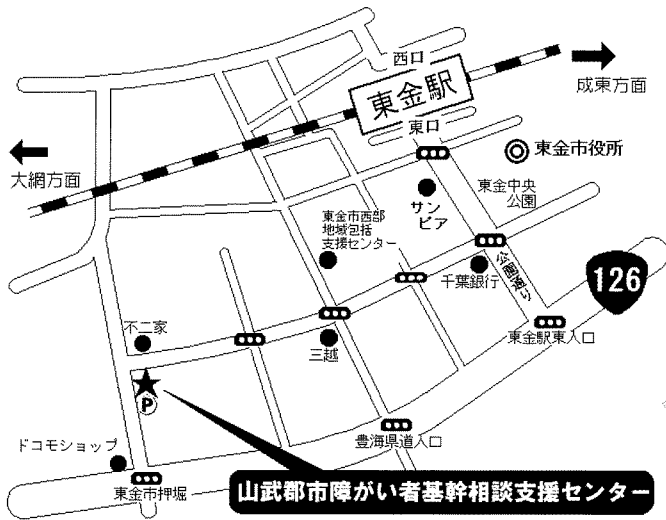 西口
東金駅
東口
成東方面
大網方面
東金市役所
東金中央
公園
サン
ピア
東金市西部
地域包括
支援センター
千葉銀行
公園通り
126
東金駅東入口
不二家
三越
P
豊海県道入口
ドコモショップ
東金市押堀
山武郡市障がい者基幹相談支援センター